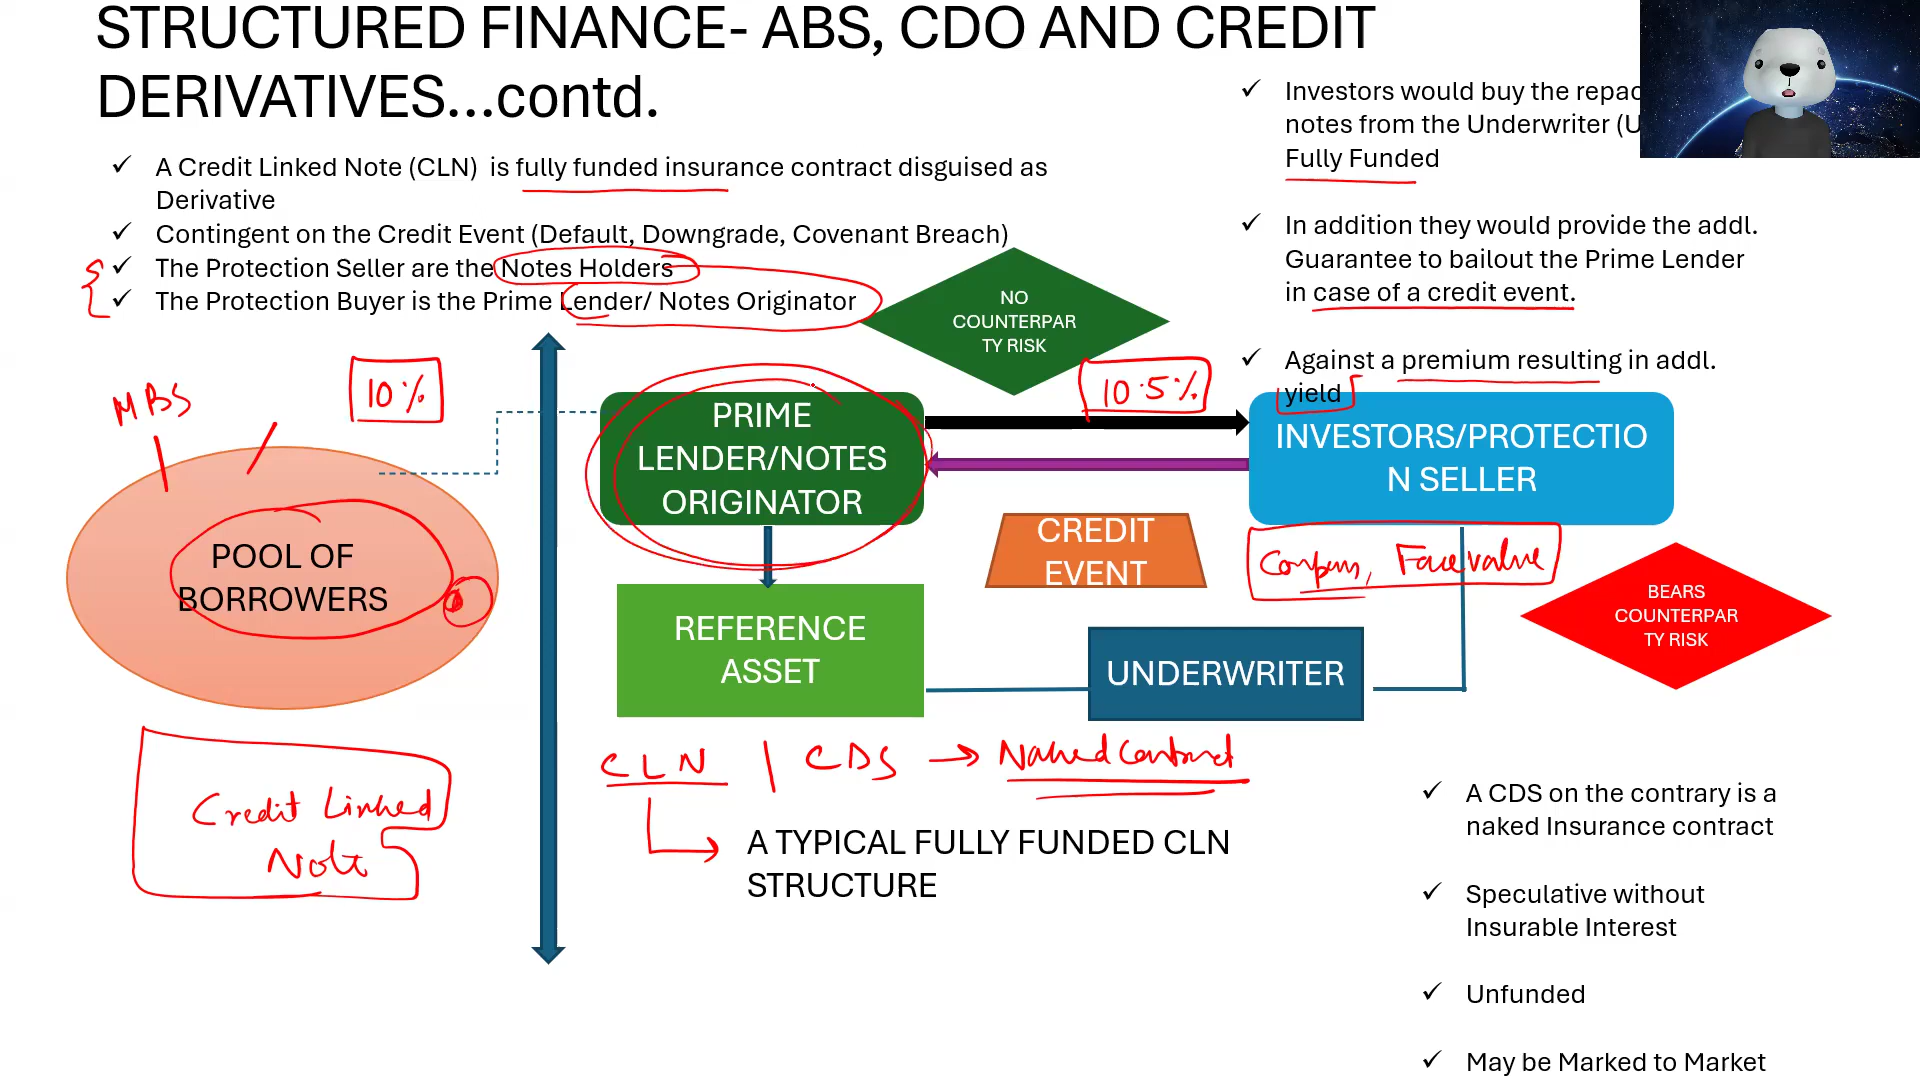 STRUCTURED FINANCE- ABS, CDO AND CREDIT
DERIVATIVES...contd.
✓ A Credit Linked Note (CLN) is fully funded insurance contract disguised as
Derivative
✓ Contingent on the Credit Event (Default, Downgrade, Covenant Breach)
✓ The Protection Seller are the Notes Holders
✓ The Protection Buyer is the Prime Lender/ Notes Originator
✓ Investors would buy the
notes from the Underwriter
Fully Funded
✓ In addition they would provide the addl.
Guarantee to bailout the Prime Lender
in case of a credit event.
✓ Against a premium resulting in addl.
yield
NO
COUNTERPAR
TY RISK
MBS
10%
10.5%
PRIME
LENDER/NOTES
ORIGINATOR
INVESTORS/PROTECTIO
N SELLER
POOL OF
BORROWERS
CREDIT
EVENT
Coupon, Face value
BEARS
COUNTERPAR
TY RISK
REFERENCE
ASSET
UNDERWRITER
Credit Linked
Note
CLN | CDS → Naked Contract
A TYPICAL FULLY FUNDED CLN
STRUCTURE
✓ A CDS on the contrary is a
naked Insurance contract
✓ Speculative without
Insurable Interest
✓ Unfunded
✓ May be Marked to Market